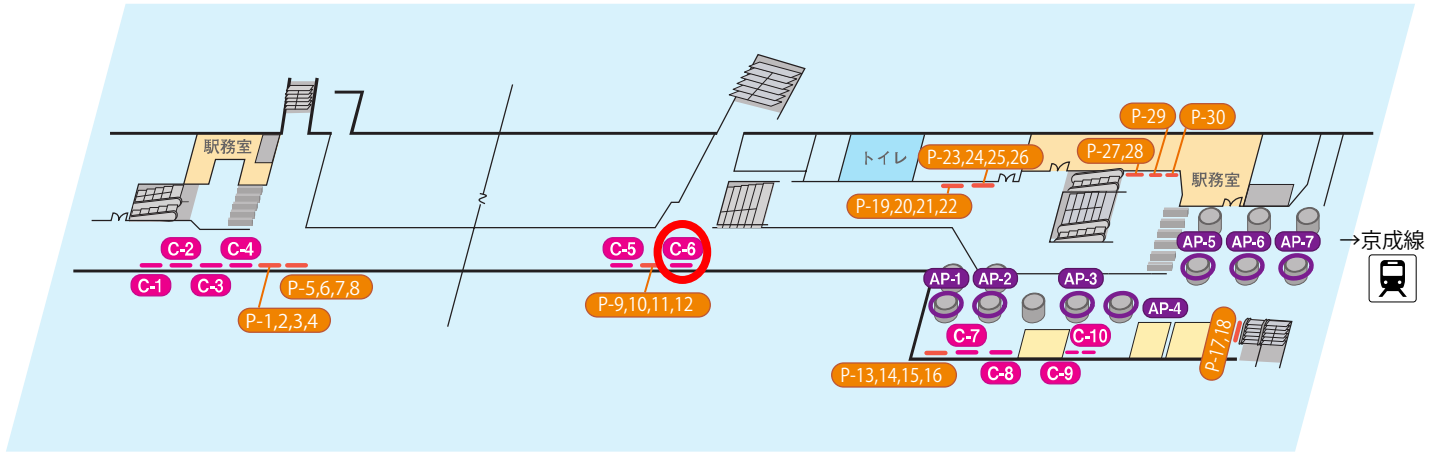 P-29
P-30
駅務室
トイレ
P-23,24,25,26
P-27,28
駅務室
P-19,20,21,22
C-2
C-4
C-5
C-6
AP-5
AP-6
AP-7
→京成線
C-1
C-3
P-5,6,7,8
AP-1
AP-2
AP-3
P-1,2,3,4
P-9,10,11,12
AP-4
C-7
C-10
P-17,18
P-13,14,15,16
C-8
C-9